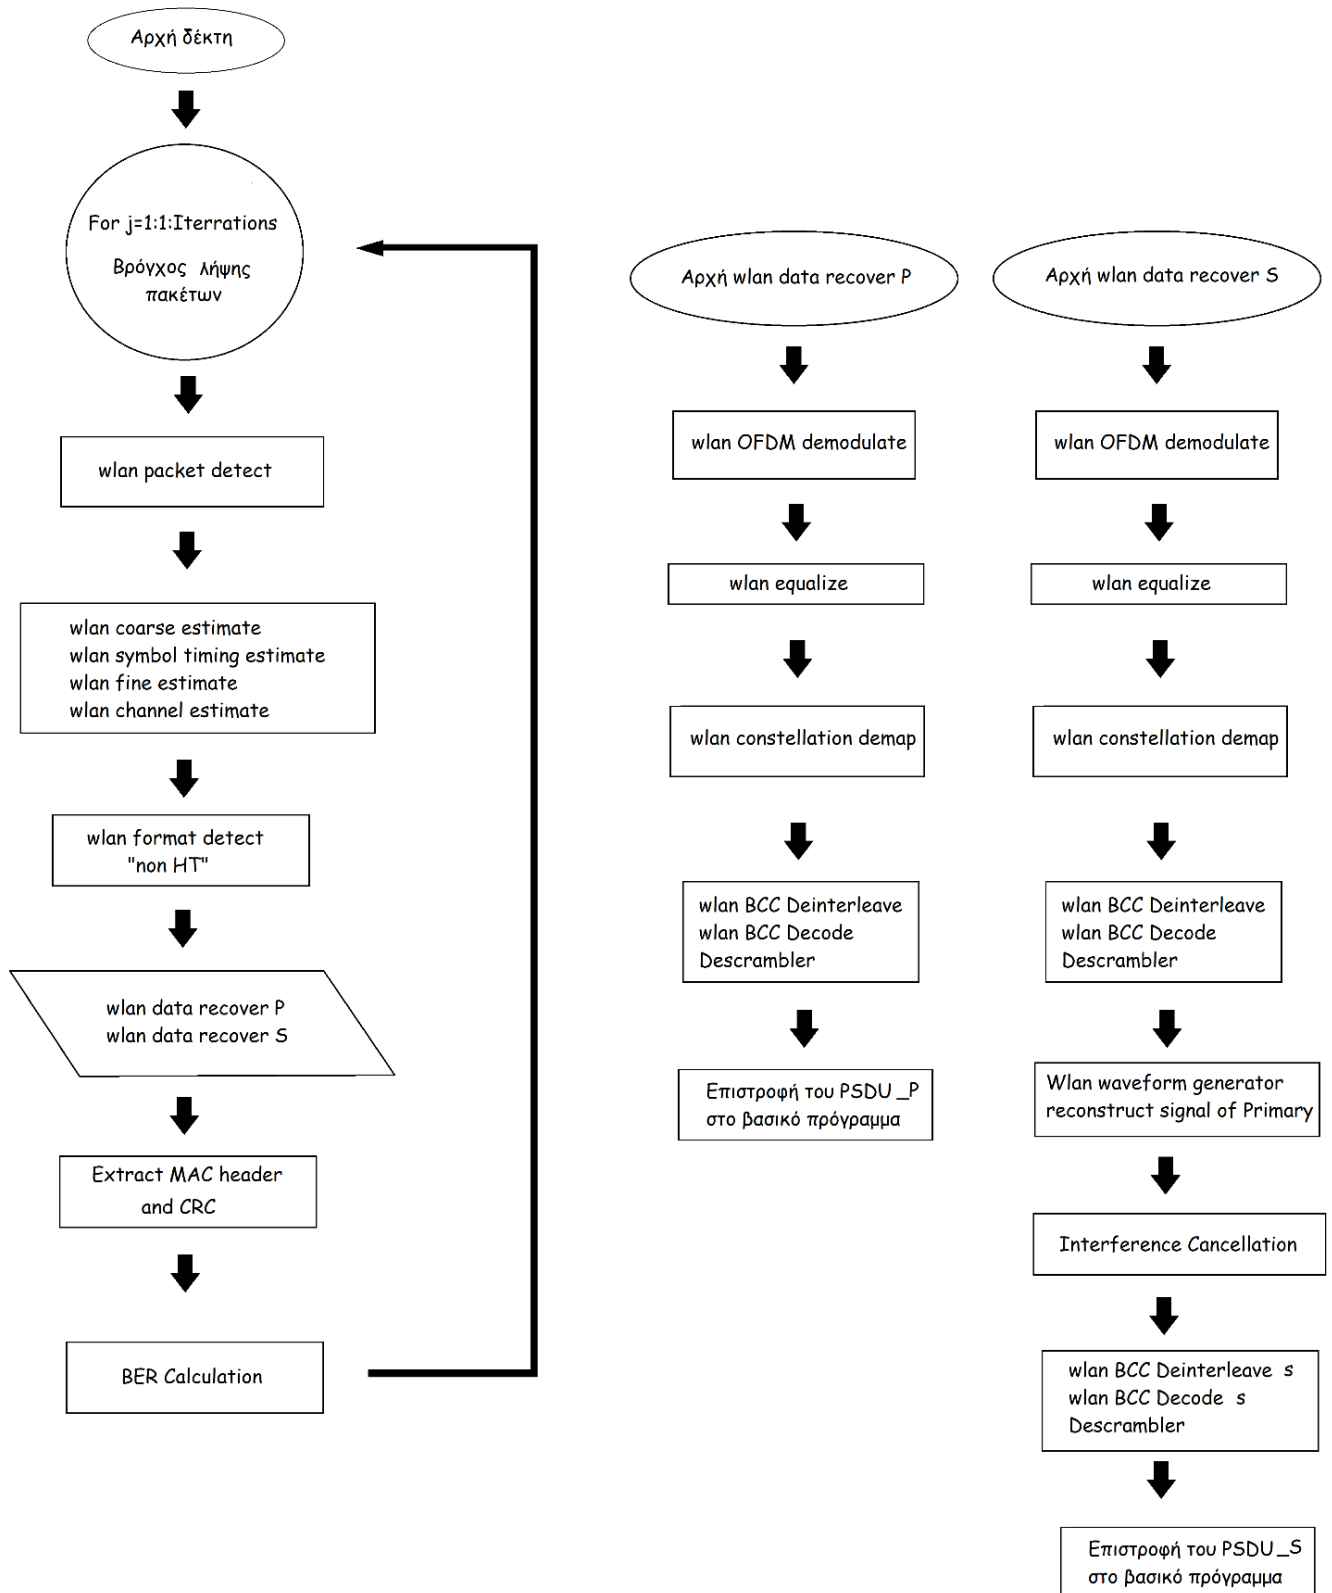 Αρχή δέκτη
For j=1:1:Iterrations
Βρόγχος λήψης
πακέτων
wlan packet detect
wlan coarse estimate
wlan symbol timing estimate
wlan fine estimate
wlan channel estimate
wlan format detect
"non HT"
wlan data recover P
wlan data recover S
Extract MAC header
and CRC
BER Calculation
Αρχή wlan data recover P
wlan OFDM demodulate
wlan equalize
wlan constellation demap
wlan BCC Deinterleave
wlan BCC Decode
Descrambler
Επιστροφή του PSDU_P
στο βασικό πρόγραμμα
Αρχή wlan data recover S
wlan OFDM demodulate
wlan equalize
wlan constellation demap
wlan BCC Deinterleave
wlan BCC Decode
Descrambler
Wlan waveform generator
reconstruct signal of Primary
Interference Cancellation
wlan BCC Deinterleave s
wlan BCC Decode s
Descrambler
Επιστροφή του PSDU_S
στο βασικό πρόγραμμα